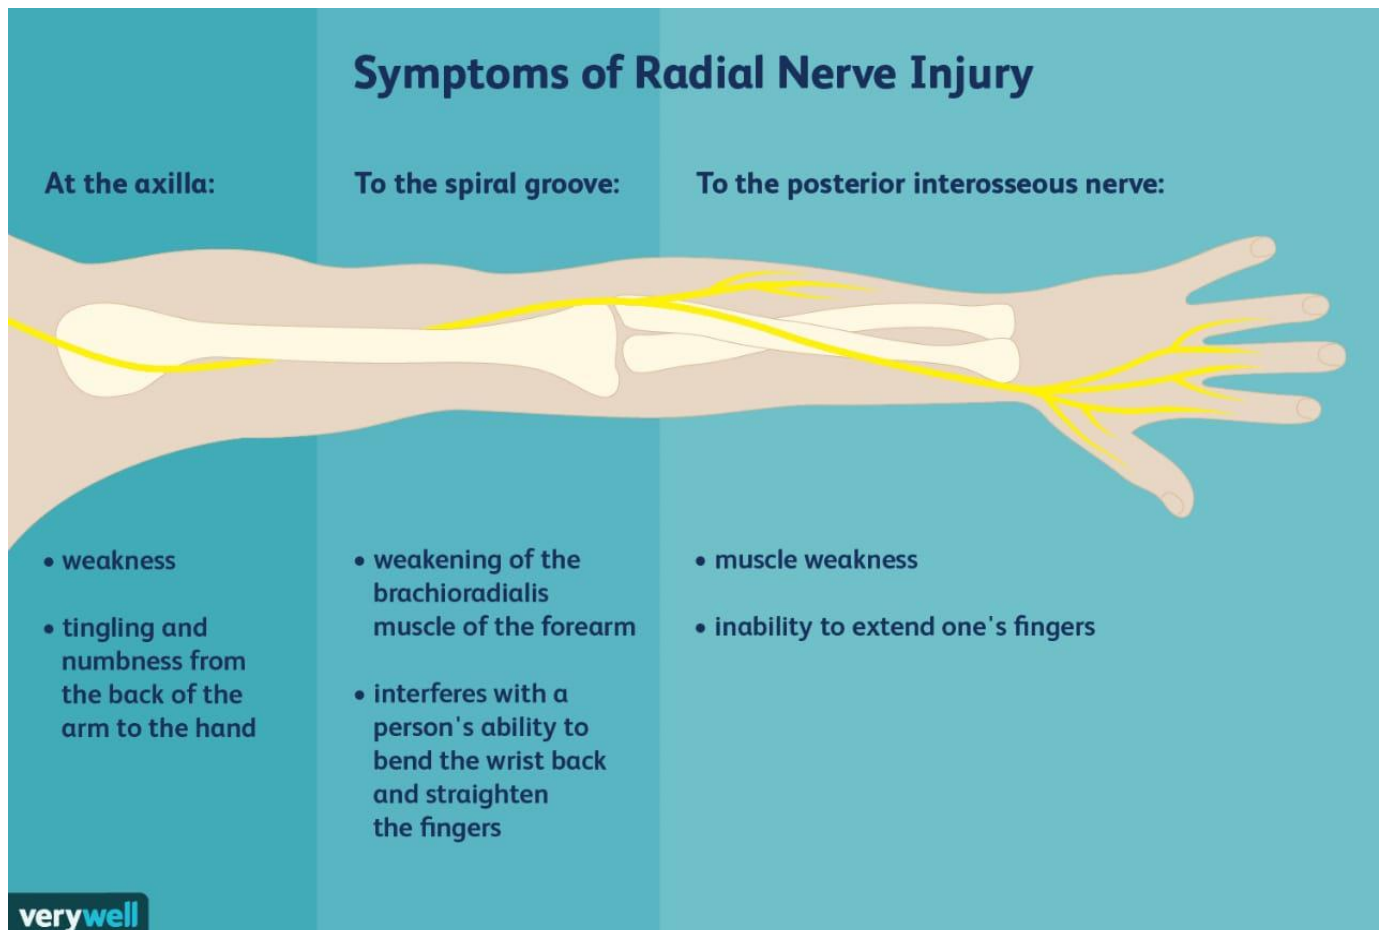 Symptoms of Radial Nerve Injury
At the axilla:
To the spiral groove:
To the posterior interosseous nerve:
• weakness
• tingling and
numbness from
the back of the
arm to the hand
• weakening of the
brachioradialis
muscle of the forearm
• interferes with a
person's ability to
bend the wrist back
and straighten
the fingers
• muscle weakness
• inability to extend one's fingers
verywell